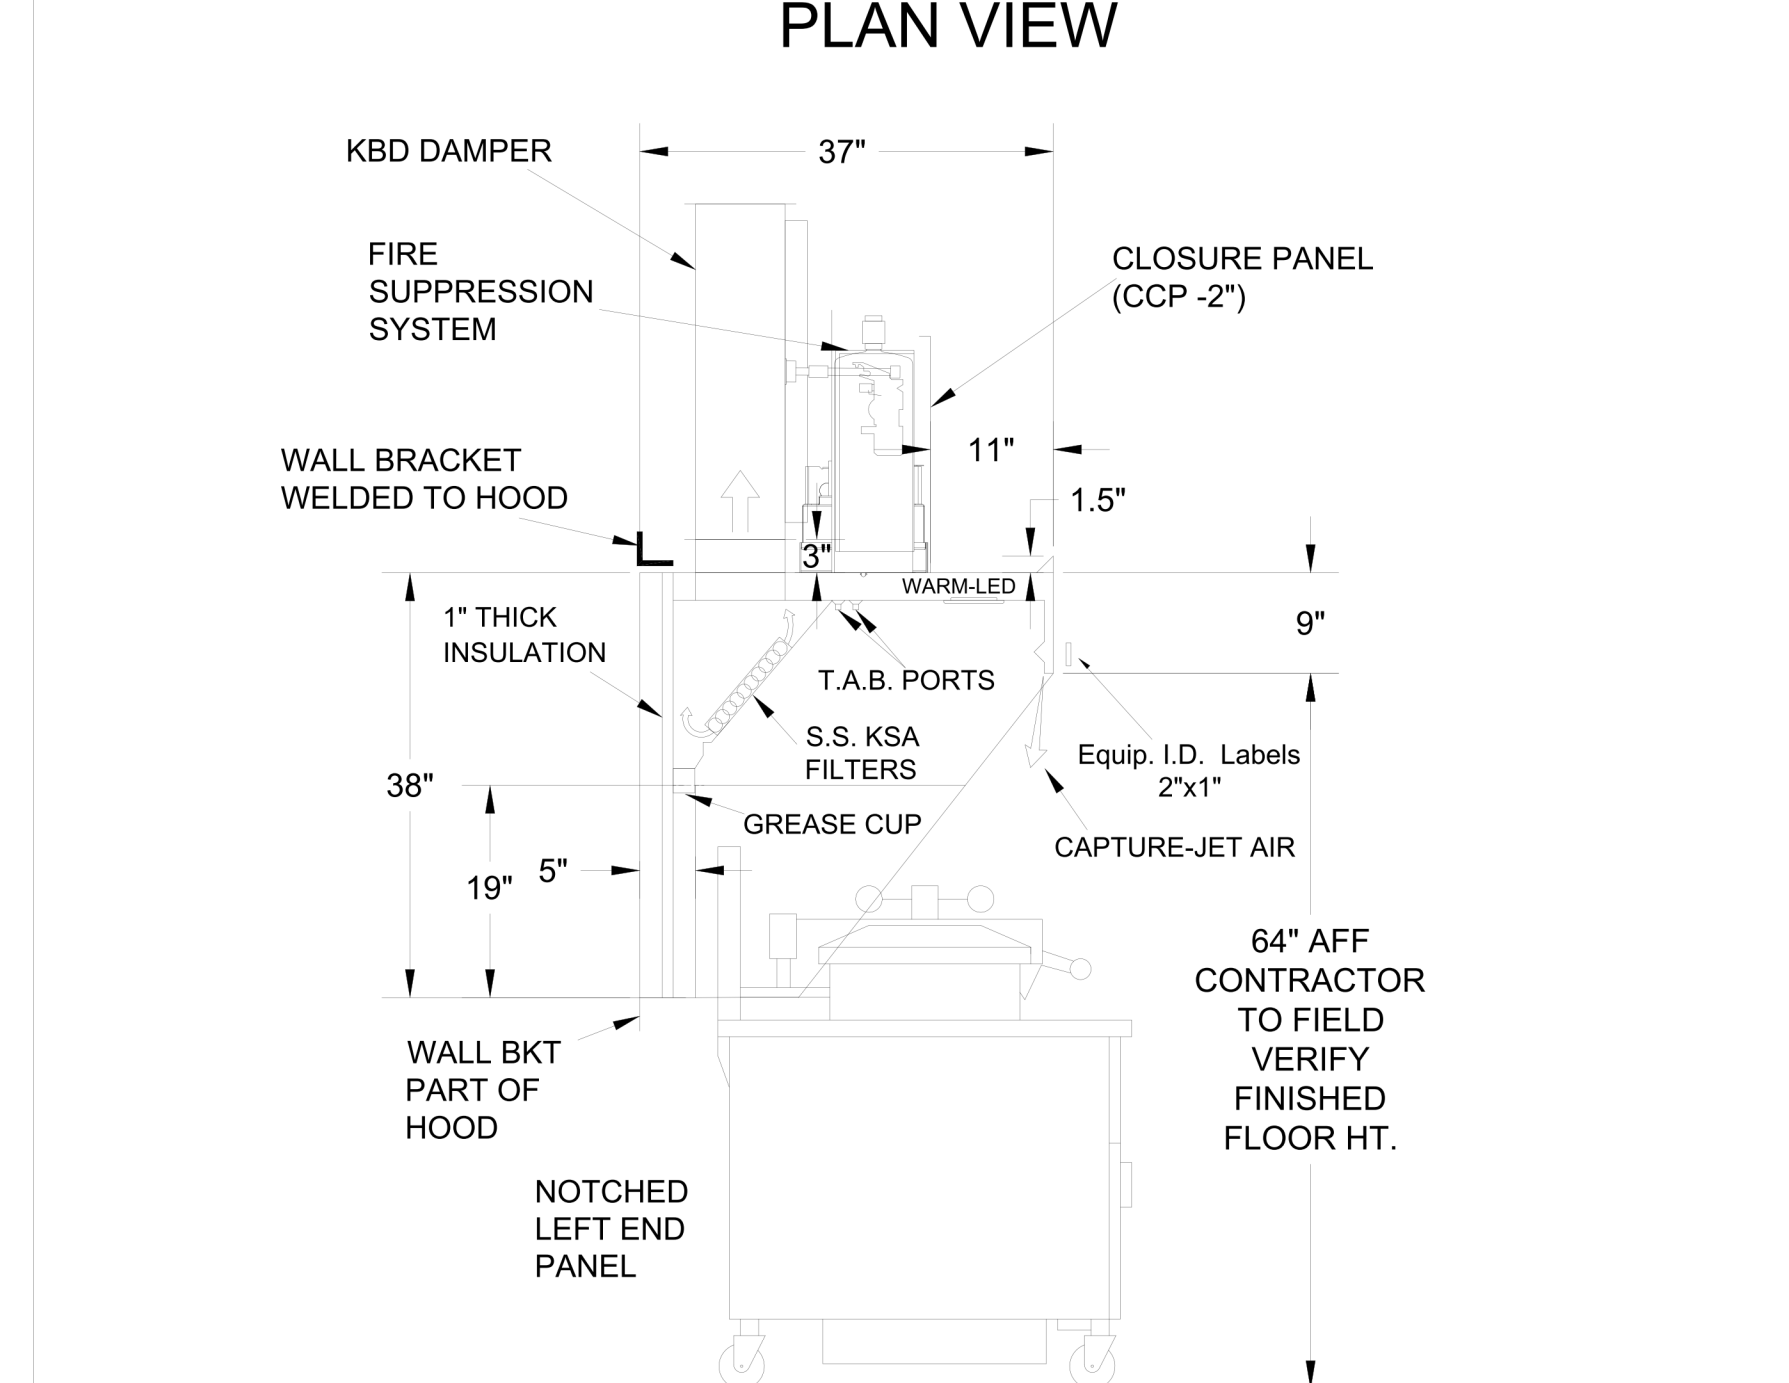 PLAN VIEW
KBD DAMPER
37"
FIRE
SUPPRESSION
SYSTEM
CLOSURE PANEL
(CCP -2")
11"
WALL BRACKET
WELDED TO HOOD
1.5"
3"
WARM-LED
1" THICK
INSULATION
9"
T.A.B. PORTS
S.S. KSA
FILTERS
Equip. I.D.  Labels
2"x1"
38"
GREASE CUP
CAPTURE-JET AIR
5"
19"
64" AFF
CONTRACTOR
TO FIELD
VERIFY
FINISHED
FLOOR HT.
WALL BKT
PART OF
HOOD
NOTCHED
LEFT END
PANEL